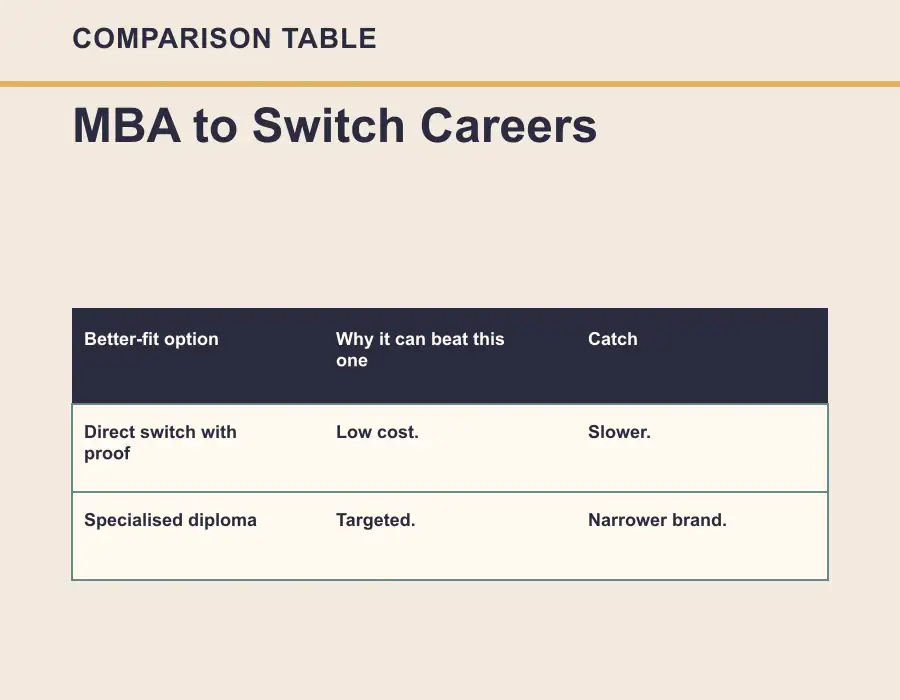 COMPARISON TABLE
MBA to Switch Careers
Better-fit option
Why it can beat this
one
Catch
Direct switch with
proof
Low cost.
Slower.
Specialised diploma
Targeted.
Narrower brand.